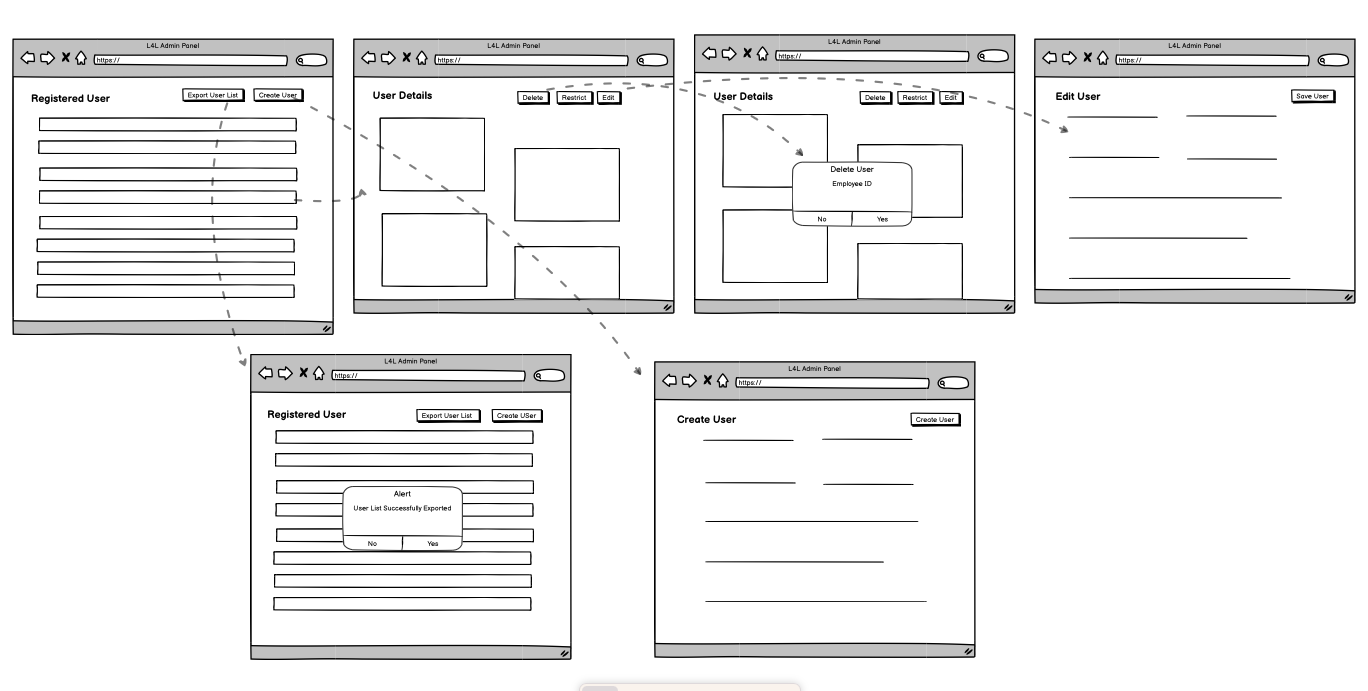 L4L Admin Panel
https://
Registered User
Export User List
Create User
L4L Admin Panel
https://
User Details
Delete
Restrict
Edit
L4L Admin Panel
https://
User Details
Delete
Restrict
Edit
Delete User
Employee ID
No
Yes
L4L Admin Panel
https://
Edit User
Save User
L4L Admin Panel
https://
Registered User
Export User List
Create USer
Alert
User List Successfully Exported
No
Yes
L4L Admin Panel
https://
Create User
Create User